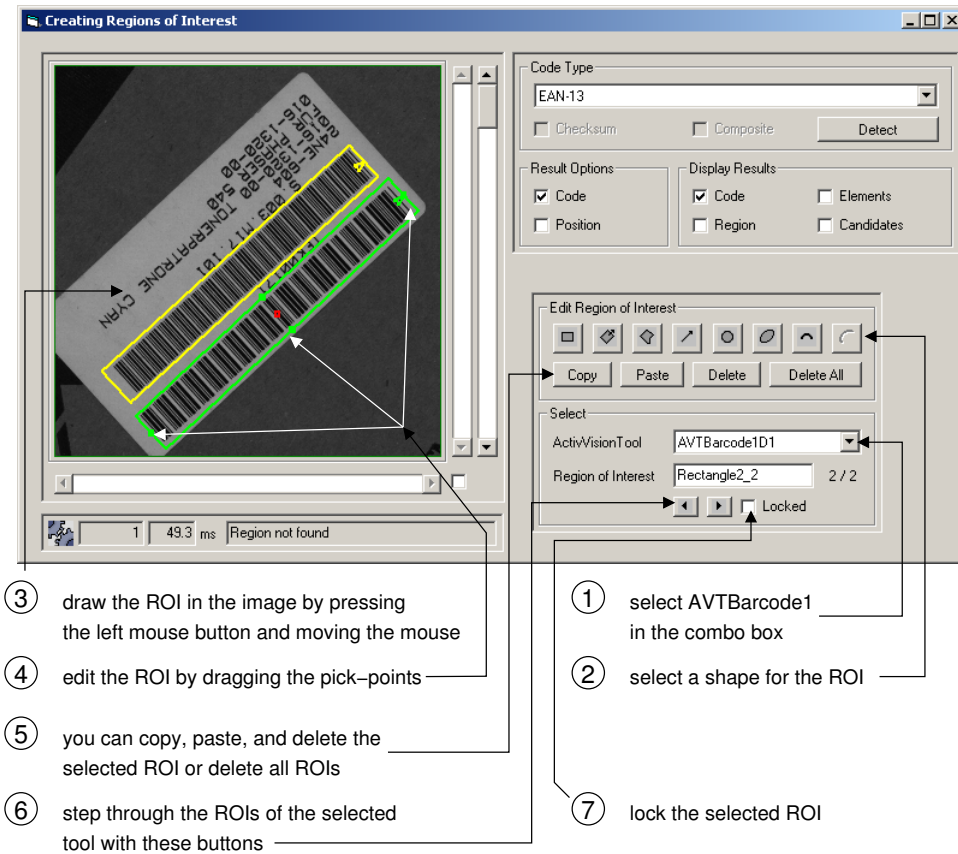 Creating Regions of Interest
TONERPATRONE CYAN
Code Type
EAN-13
Checksum
Composite
Detect
Result Options
Code
Position
Display Results
Code
Elements
Region
Candidates
Edit Region of Interest
Copy
Paste
Delete
Delete All
Select
ActivVisionTool
AVTBarcode1D1
Region of Interest
Rectangle2_2
2 / 2
Locked
1
49.3 ms
Region not found
3 draw the ROI in the image by pressing
the left mouse button and moving the mouse
4 edit the ROI by dragging the pick–points
5 you can copy, paste, and delete the
selected ROI or delete all ROIs
6 step through the ROIs of the selected
tool with these buttons
1 select AVTBarcode1
in the combo box
2 select a shape for the ROI
7 lock the selected ROI